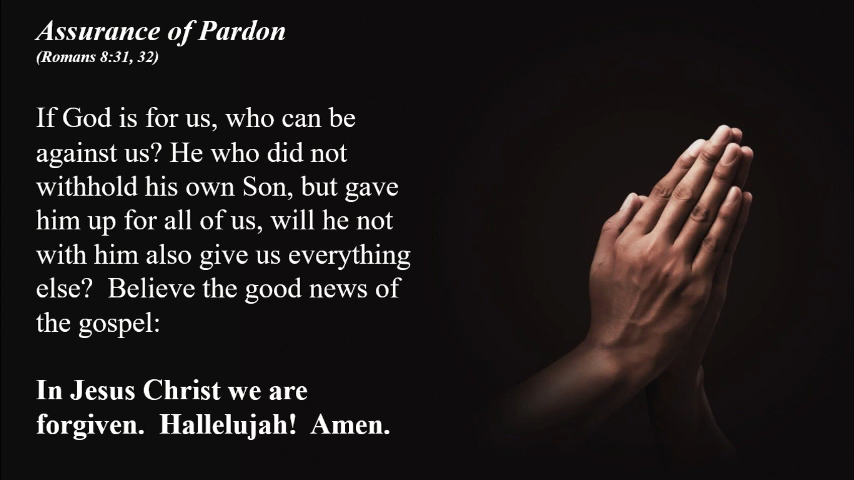 Assurance of Pardon
(Romans 8:31, 32)
If God is for us, who can be
against us? He who did not
withhold his own Son, but gave
him up for all of us, will he not
with him also give us everything
else?  Believe the good news of
the gospel:
In Jesus Christ we are
forgiven.  Hallelujah!  Amen.